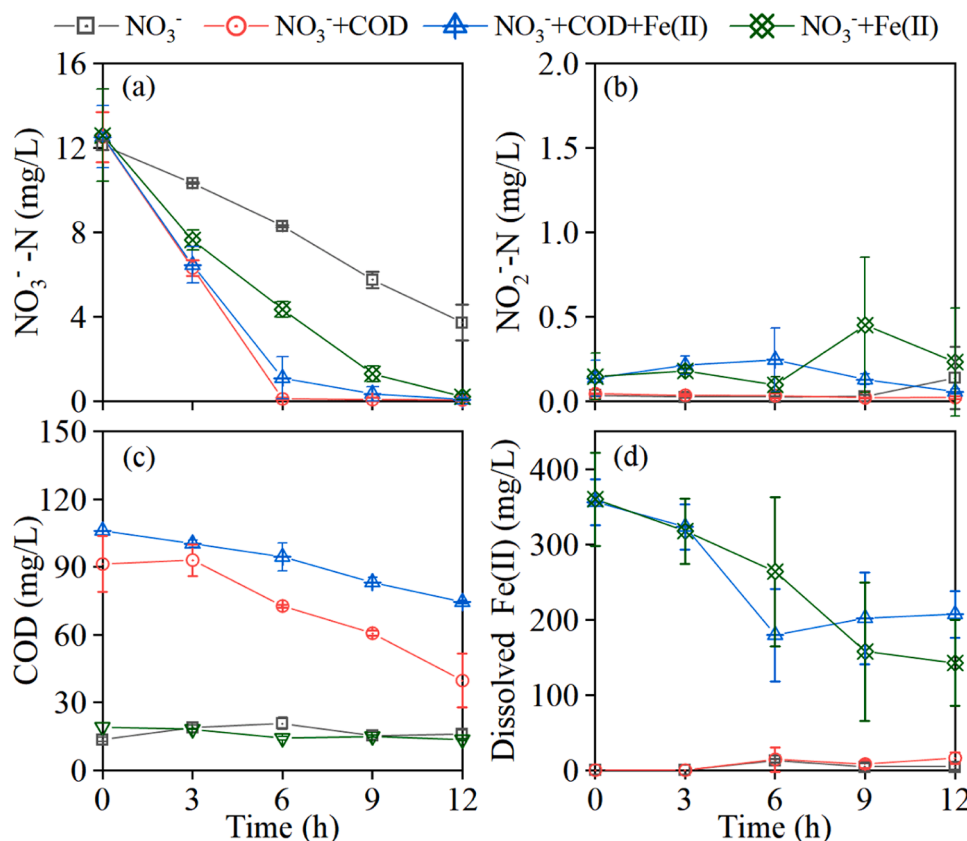 NO₃⁻ NO₃⁻+COD NO₃⁻+COD+Fe(II) NO₃⁻+Fe(II)
(a)
NO₃⁻-N (mg/L)
16
12
8
4
0
(b)
NO₂⁻-N (mg/L)
2.0
1.5
1.0
0.5
0.0
(c)
COD (mg/L)
150
120
90
60
30
0
0 3 6 9 12
Time (h)
(d)
Dissolved Fe(II) (mg/L)
400
300
200
100
0
0 3 6 9 12
Time (h)